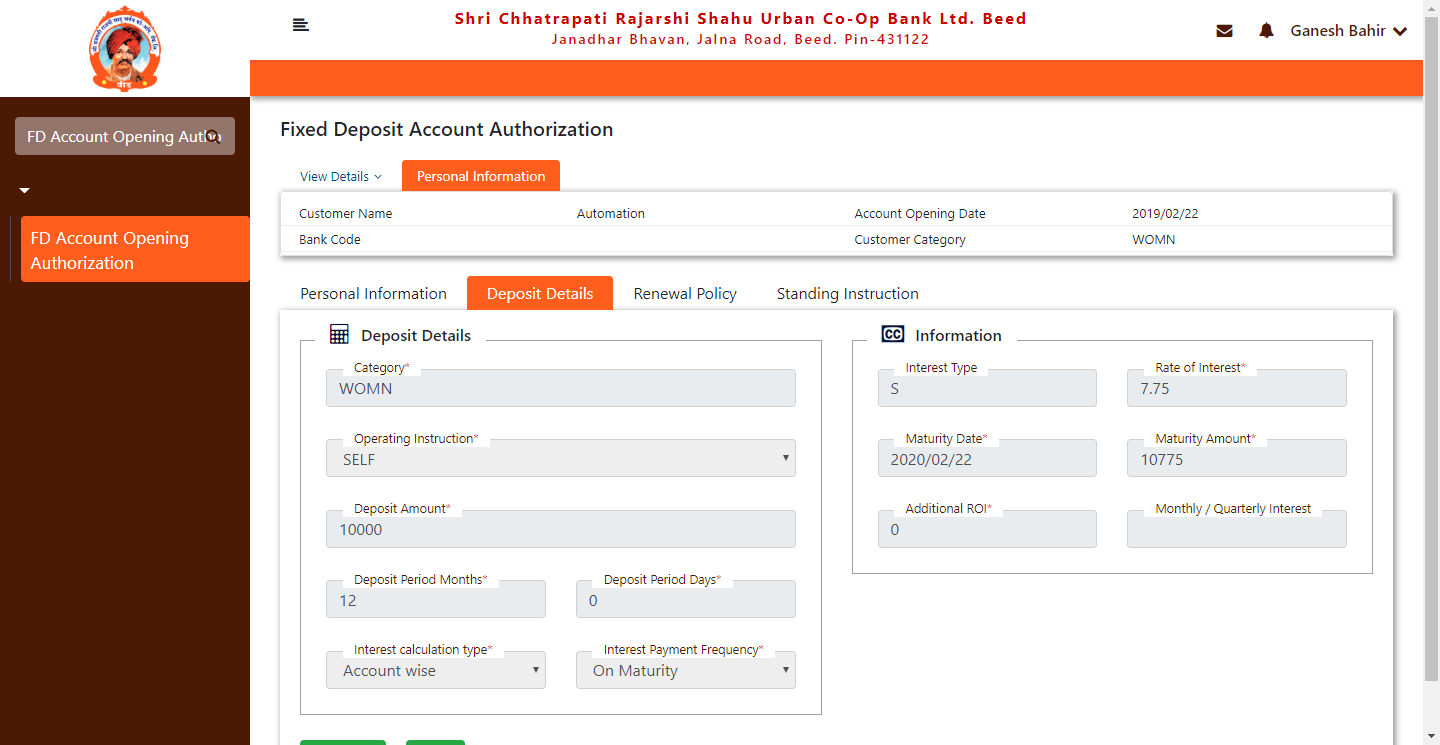 Shri Chhatrapati Rajarshi Shahu Urban Co-Op Bank Ltd. Beed
Janadhar Bhavan, Jalna Road, Beed. Pin-431122
Ganesh Bahir
FD Account Opening Autho
FD Account Opening
Authorization
Fixed Deposit Account Authorization
View Details
Personal Information
Customer Name Automation Account Opening Date 2019/02/22
Bank Code Customer Category WOMN
Personal Information Deposit Details Renewal Policy Standing Instruction
Deposit Details
Category*
WOMN
Operating Instruction*
SELF
Deposit Amount*
10000
Deposit Period Months* Deposit Period Days*
12 0
Interest calculation type* Interest Payment Frequency*
Account wise On Maturity
CC Information
Interest Type Rate of Interest*
S 7.75
Maturity Date* Maturity Amount*
2020/02/22 10775
Additional ROI* Monthly / Quarterly Interest
0